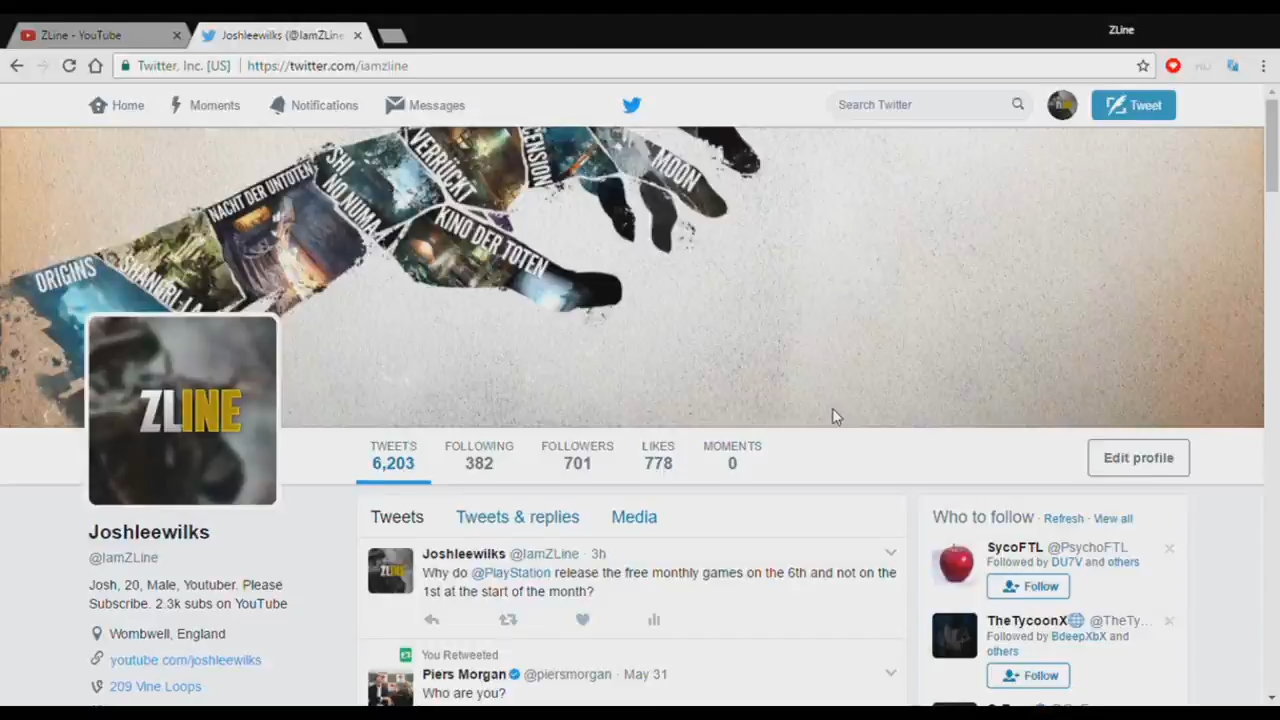 ZLine - YouTube
Joshleewilks (@IamZLine
ZLine
Twitter, Inc. [US]
https://twitter.com/iamzline
Home
Moments
Notifications
Messages
Search Twitter
Tweet
ORIGINS
SHANGRI-LA
NACHT DER UNTOTEN
SHI
NO NUMA
VERRÜCKT
KINO DER TOTEN
MOON
ZLINE
TWEETS
6,203
FOLLOWING
382
FOLLOWERS
701
LIKES
778
MOMENTS
0
Edit profile
Joshleewilks
@IamZLine
Josh, 20, Male, Youtuber. Please
Subscribe. 2.3k subs on YouTube
Wombwell, England
youtube.com/joshleewilks
209 Vine Loops
Tweets
Tweets & replies
Media
Joshleewilks @IamZLine · 3h
Why do @PlayStation release the free monthly games on the 6th and not on the
1st at the start of the month?
You Retweeted
Piers Morgan @piersmorgan · May 31
Who are you?
Who to follow · Refresh · View all
SycoFTL @PsychoFTL
Followed by DU7V and others
Follow
TheTycoonX @TheTy...
Followed by BdeepXbX and
others
Follow